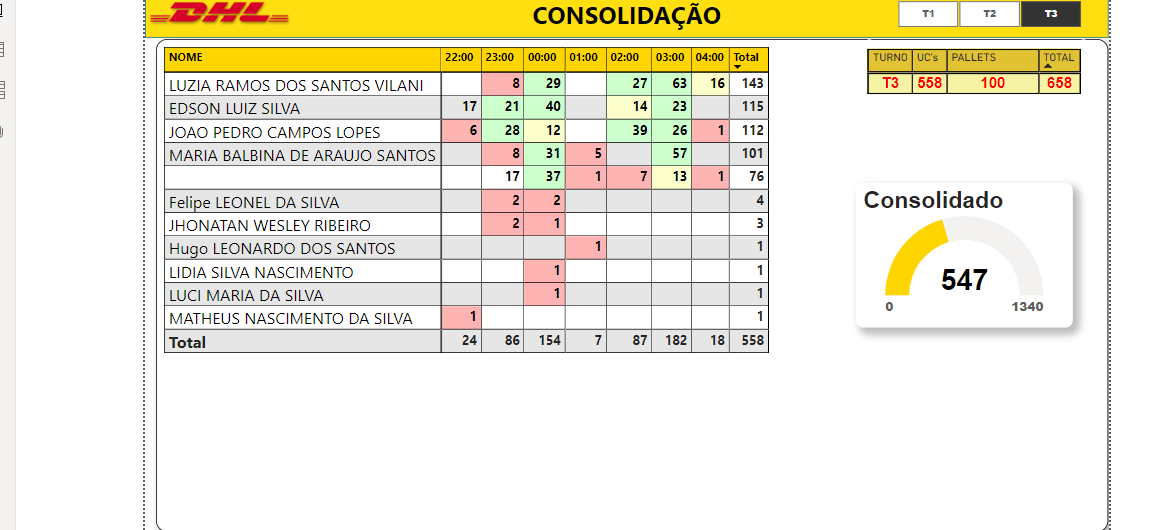 DHL CONSOLIDAÇÃO T1 T2 T3
NOME 22:00 23:00 00:00 01:00 02:00 03:00 04:00 Total
LUZIA RAMOS DOS SANTOS VILANI 8 29 27 63 16 143
EDSON LUIZ SILVA 17 21 40 14 23 115
JOAO PEDRO CAMPOS LOPES 6 28 12 39 26 1 112
MARIA BALBINA DE ARAUJO SANTOS 8 31 5 57 101
17 37 1 7 13 1 76
Felipe LEONEL DA SILVA 2 2 4
JHONATAN WESLEY RIBEIRO 2 1 3
Hugo LEONARDO DOS SANTOS 1 1
LIDIA SILVA NASCIMENTO 1 1
LUCI MARIA DA SILVA 1 1
MATHEUS NASCIMENTO DA SILVA 1 1
Total 24 86 154 7 87 182 18 558
TURNO UC's PALLETS TOTAL
T3 558 100 658
Consolidado
547
0 1340